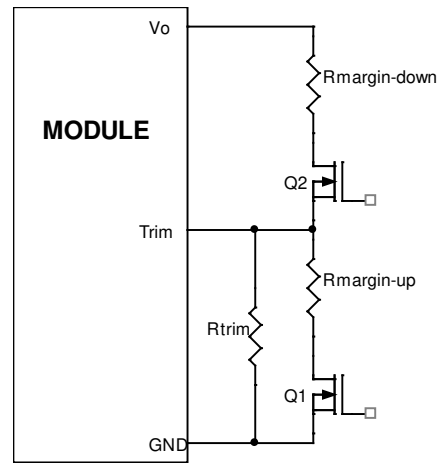 Vo
Rmargin-down
MODULE
Q2
Trim
Rmargin-up
Rtrim
Q1
GND